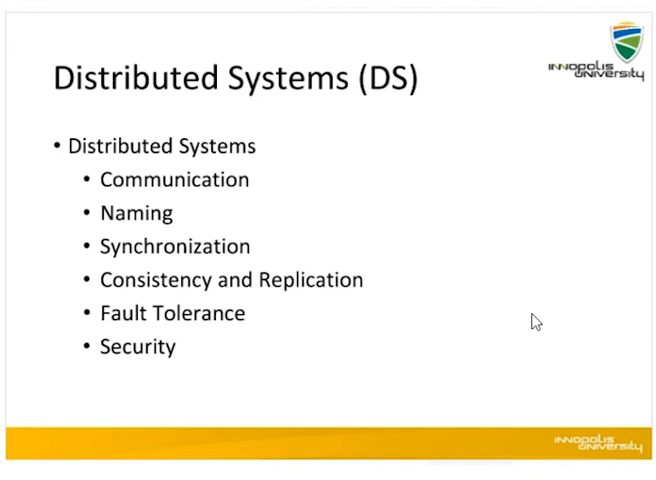 Distributed Systems (DS)
INNOPOLIS
UNIVERSITY
• Distributed Systems
• Communication
• Naming
• Synchronization
• Consistency and Replication
• Fault Tolerance
• Security
INNOPOLIS
UNIVERSITY